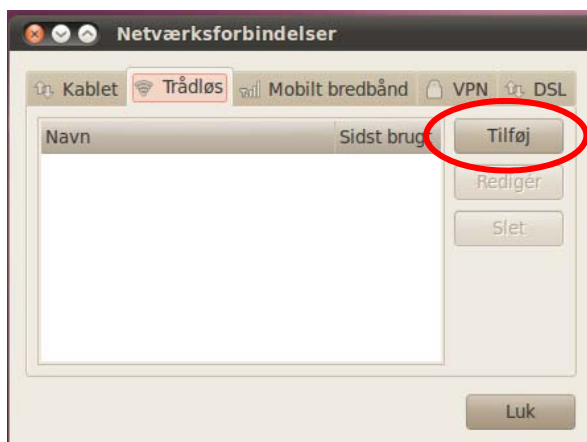 Netværksforbindelser
Kablet Trådløs Mobilt bredbånd VPN DSL
Navn Sidst brugt Tilføj
Redigér
Slet
Luk